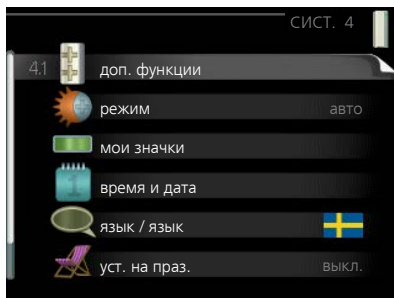 СИСТ. 4
4.1 доп. функции
режим авто
мои значки
время и дата
язык / язык
уст. на праз. выкл.